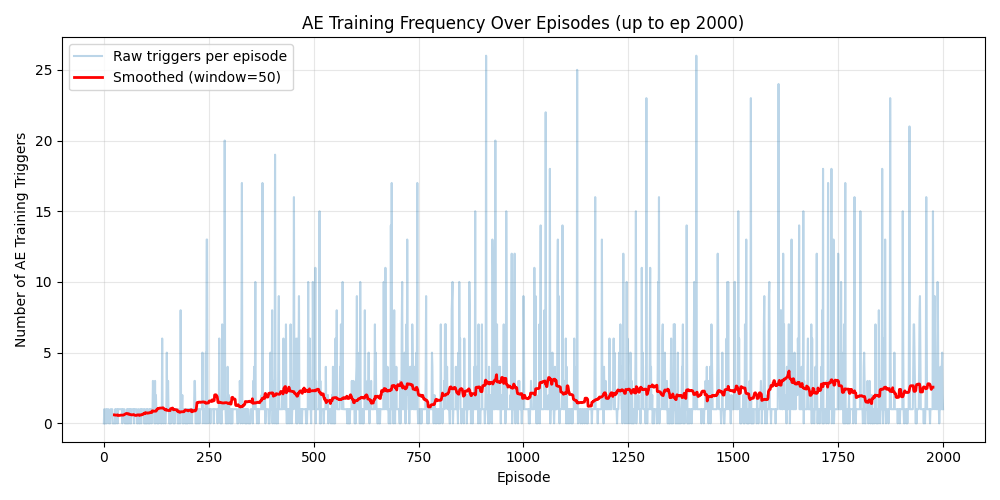 AE Training Frequency Over Episodes (up to ep 2000)
Raw triggers per episode
Smoothed (window=50)
Number of AE Training Triggers
25
20
15
10
5
0
0 250 500 750 1000 1250 1500 1750 2000
Episode